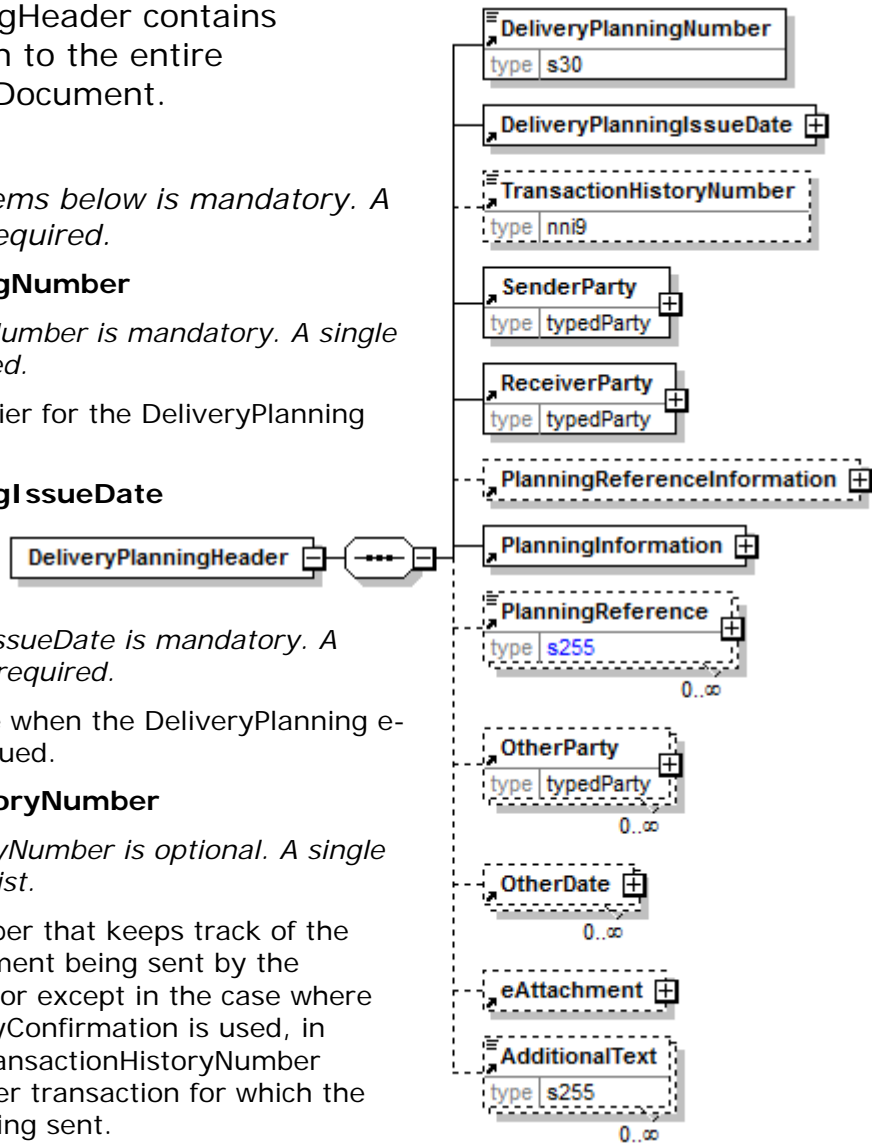 gHeader contains
n to the entire
Document.
ems below is mandatory. A
equired.
gNumber
Number is mandatory. A single
ed.
ier for the DeliveryPlanning
gIssueDate
ssueDate is mandatory. A
required.
e when the DeliveryPlanning e-
ued.
oryNumber
yNumber is optional. A single
ist.
ber that keeps track of the
ment being sent by the
or except in the case where
yConfirmation is used, in
ansactionHistoryNumber
er transaction for which the
ing sent.
DeliveryPlanningHeader
DeliveryPlanningNumber
type s30
DeliveryPlanningIssueDate
TransactionHistoryNumber
type nni9
SenderParty
type typedParty
ReceiverParty
type typedParty
PlanningReferenceInformation
PlanningInformation
PlanningReference
type s255
0..∞
OtherParty
type typedParty
0..∞
OtherDate
0..∞
eAttachment
AdditionalText
type s255
0..∞